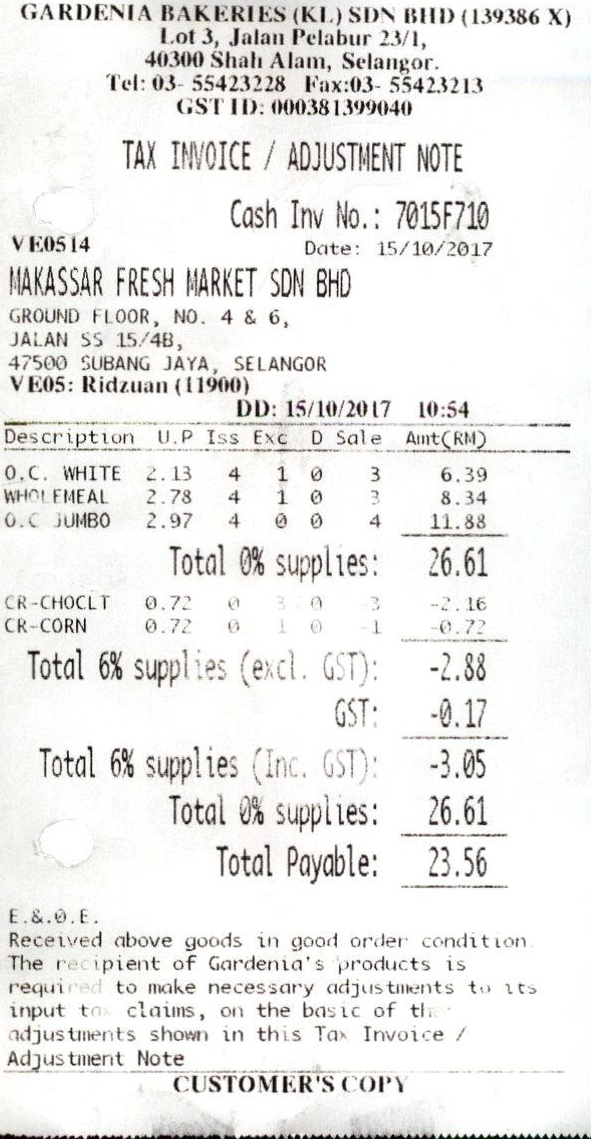 GARDENIA BAKERIES (KL) SDN BHD (139386 X)
Lot 3, Jalan Pelabur 23/1,
40300 Shah Alam, Selangor.
Tel: 03- 55423228 Fax:03- 55423213
GST ID: 000381399040
TAX INVOICE / ADJUSTMENT NOTE
Cash Inv No.: 7015F710
VE0514 Date: 15/10/2017
MAKASSAR FRESH MARKET SDN BHD
GROUND FLOOR, NO. 4 & 6,
JALAN SS 15/4B,
47500 SUBANG JAYA, SELANGOR
VE05: Ridzuan (11900)
DD: 15/10/2017 10:54
Description U.P Iss Exc D Sale Amt(RM)
O.C. WHITE 2.13 4 1 0 3 6.39
WHOLEMEAL 2.78 4 1 0 3 8.34
O.C JUMBO 2.97 4 0 0 4 11.88
Total 0% supplies: 26.61
CR-CHOCLT 0.72 0 3 0 -3 -2.16
CR-CORN 0.72 0 1 0 -1 -0.72
Total 6% supplies (excl. GST): -2.88
GST: -0.17
Total 6% supplies (Inc. GST): -3.05
Total 0% supplies: 26.61
Total Payable: 23.56
E.&.O.E.
Received above goods in good order condition.
The recipient of Gardenia's products is
required to make necessary adjustments to its
input tax claims, on the basic of the
adjustments shown in this Tax Invoice /
Adjustment Note
CUSTOMER'S COPY